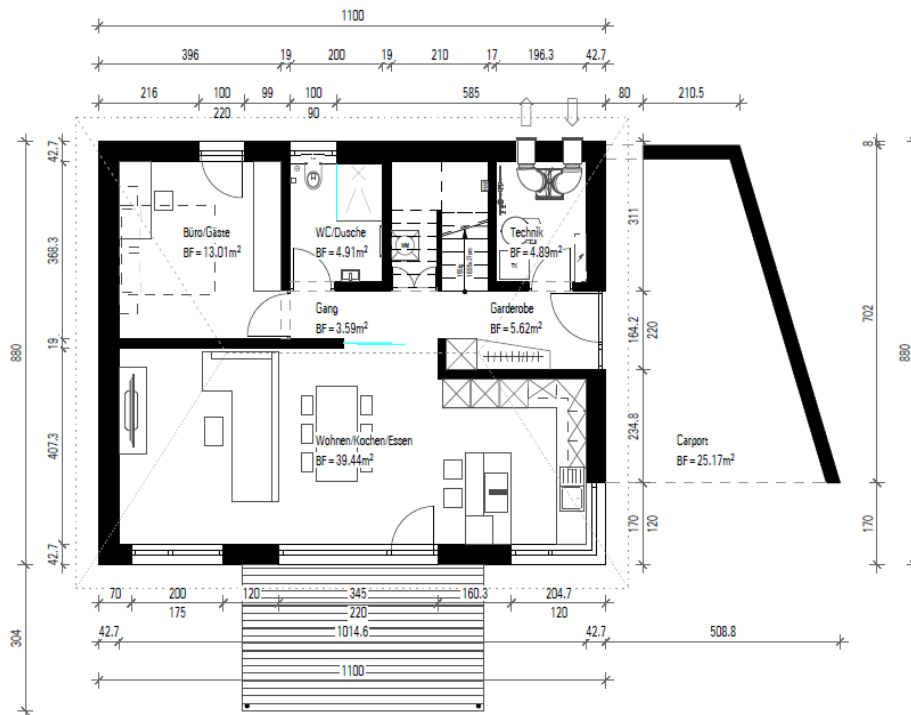 1100
396 19 200 19 210 17 196.3 42.7
216 100 99 100 585 80 210.5
220 90
42.7
368.3
19
407.3
42.7
880
304
Büro/Gäste
BF = 13.01m²
WC/Dusche
BF = 4.91m²
WM
Technik
BF = 4.89m²
TK
Gang
BF = 3.59m²
Garderobe
BF = 5.62m²
Wohnen/Kochen/Essen
BF = 39.44m²
Carport
BF = 25.17m²
311
164.2 220
234.8
170 120
8
702
170
880
70 200 120 345 160.3 204.7
175 220 120
42.7 1014.6 42.7 508.8
1100